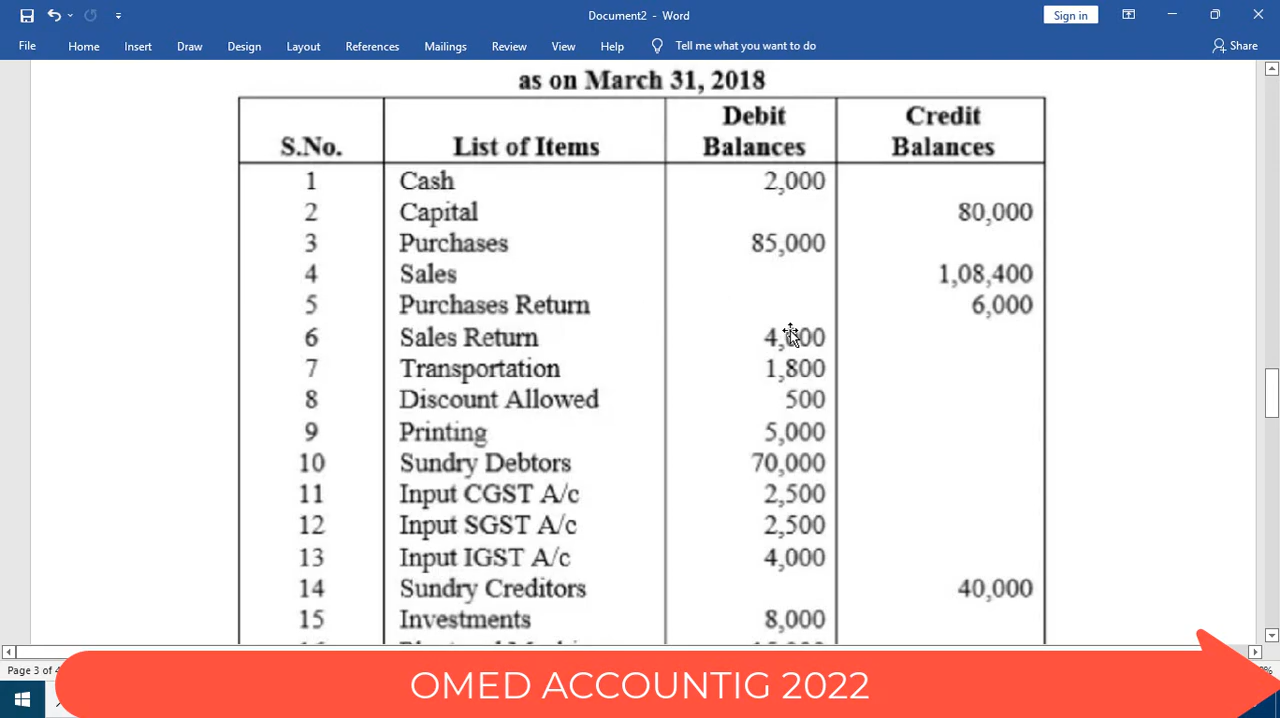 Document2 - Word
Sign in
File Home Insert Draw Design Layout References Mailings Review View Help Tell me what you want to do Share
as on March 31, 2018
S.No. List of Items Debit Balances Credit Balances
1 Cash 2,000
2 Capital 80,000
3 Purchases 85,000
4 Sales 1,08,400
5 Purchases Return 6,000
6 Sales Return
7 Transportation 1,800
8 Discount Allowed 500
9 Printing 5,000
10 Sundry Debtors 70,000
11 Input CGST A/c 2,500
12 Input SGST A/c 2,500
13 Input IGST A/c 4,000
14 Sundry Creditors 40,000
15 Investments 8,000
Page 3 of
OMED ACCOUNTIG 2022